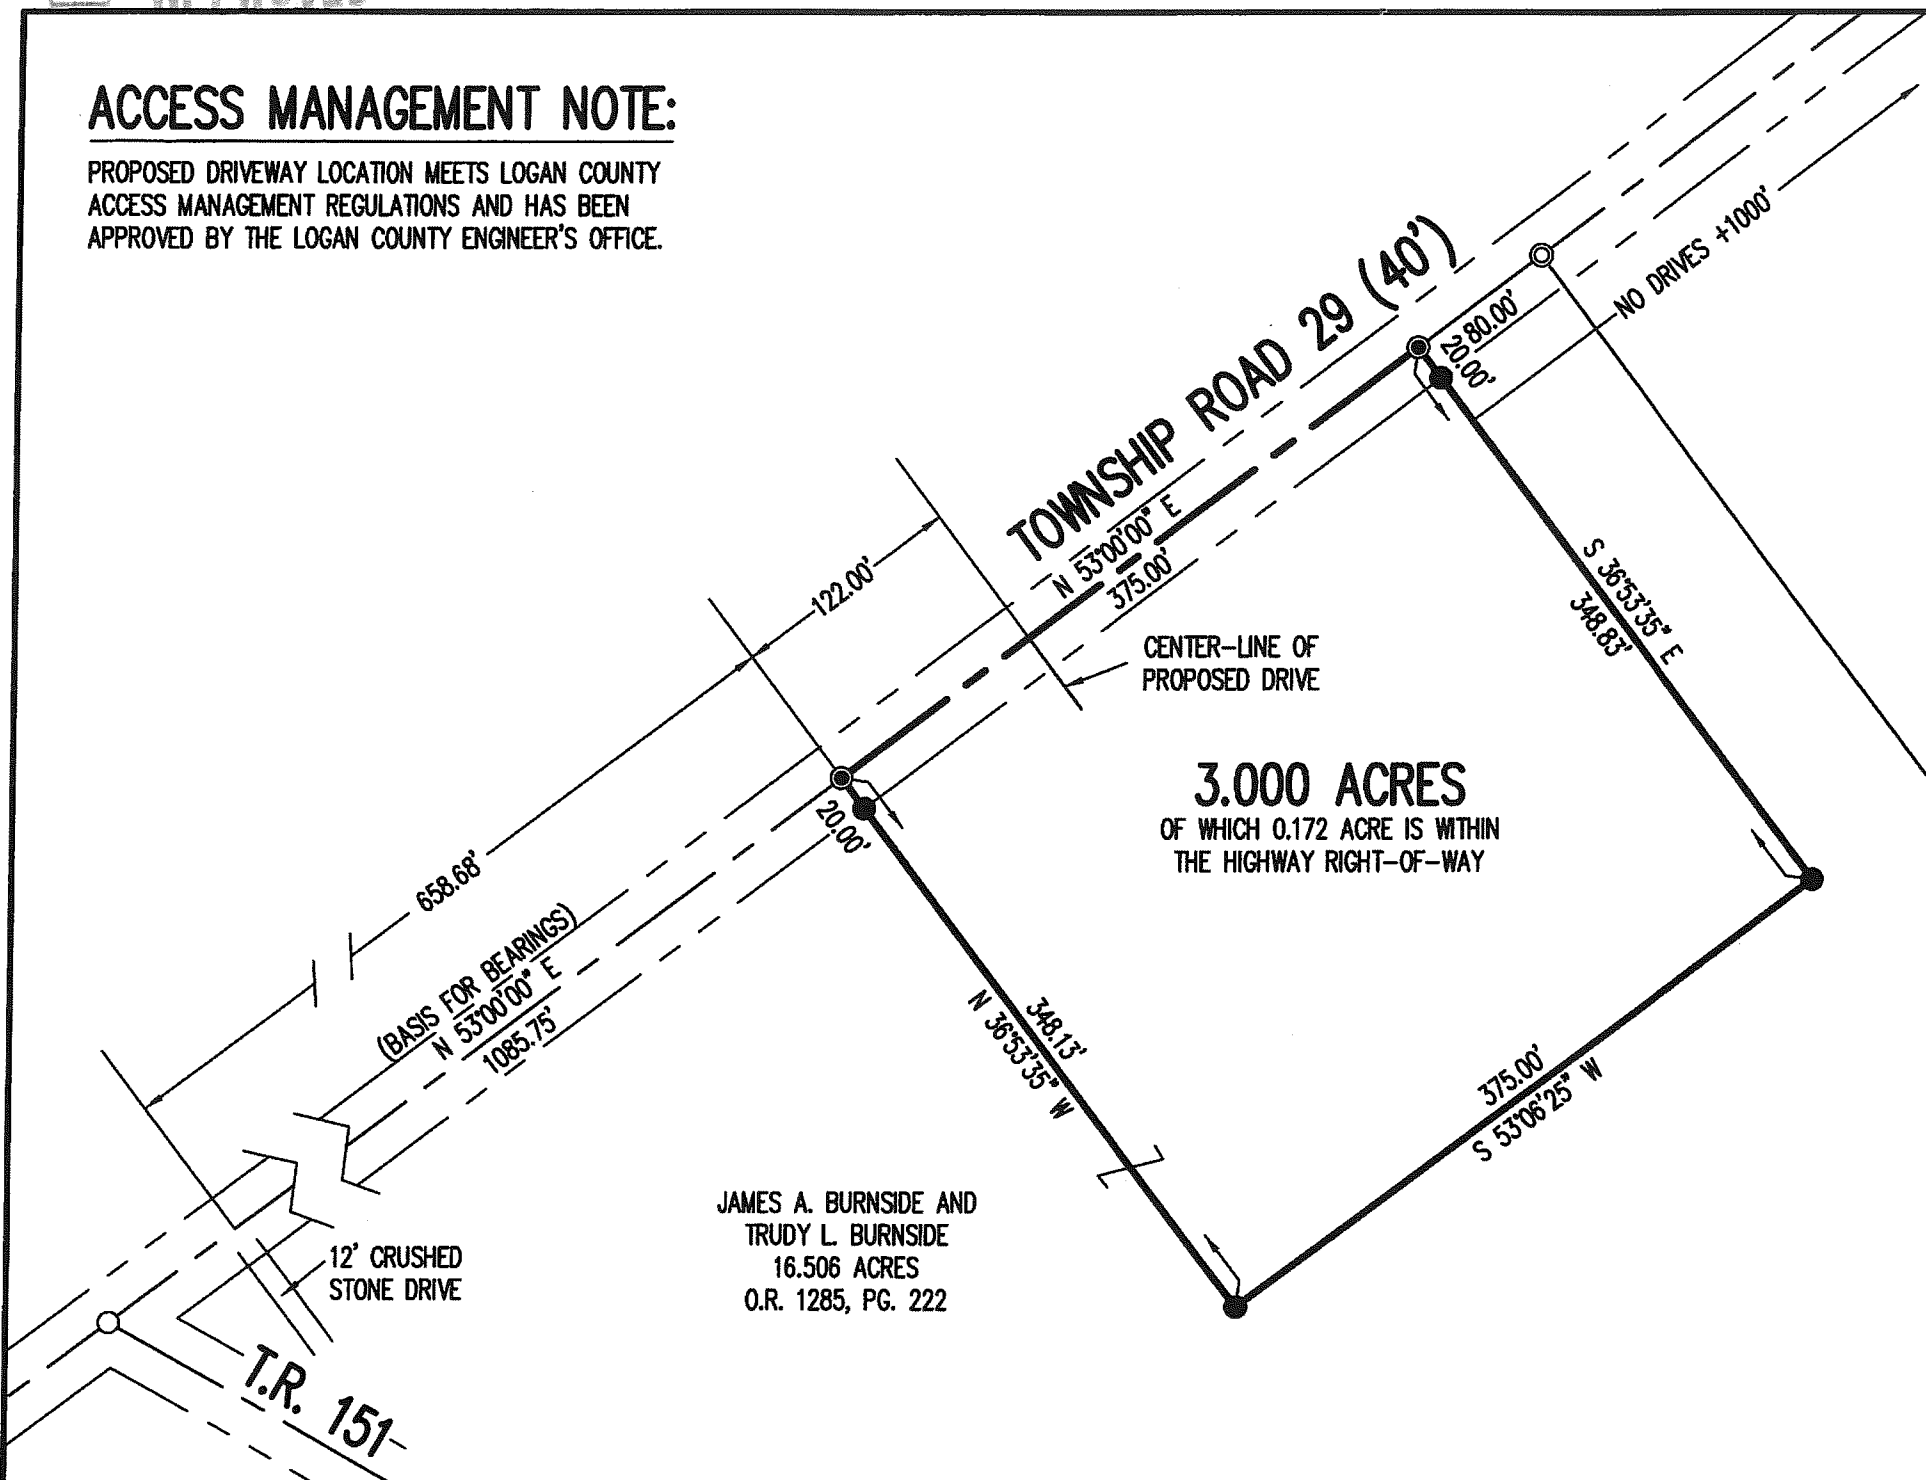 ACCESS MANAGEMENT NOTE:
PROPOSED DRIVEWAY LOCATION MEETS LOGAN COUNTY
ACCESS MANAGEMENT REGULATIONS AND HAS BEEN
APPROVED BY THE LOGAN COUNTY ENGINEER'S OFFICE.
NO DRIVES +1000'
TOWNSHIP ROAD 29 (40')
280.00'
20.00'
N 53°00'00" E
375.00'
122.00'
S 36°53'35" E
348.83'
CENTER-LINE OF
PROPOSED DRIVE
3.000 ACRES
OF WHICH 0.172 ACRE IS WITHIN
THE HIGHWAY RIGHT-OF-WAY
20.00'
658.68'
(BASIS FOR BEARINGS)
N 53°00'00" E
1085.75'
348.13'
N 36°53'35" W
375.00'
S 53°06'25" W
JAMES A. BURNSIDE AND
TRUDY L. BURNSIDE
16.506 ACRES
O.R. 1285, PG. 222
12' CRUSHED
STONE DRIVE
T.R. 151